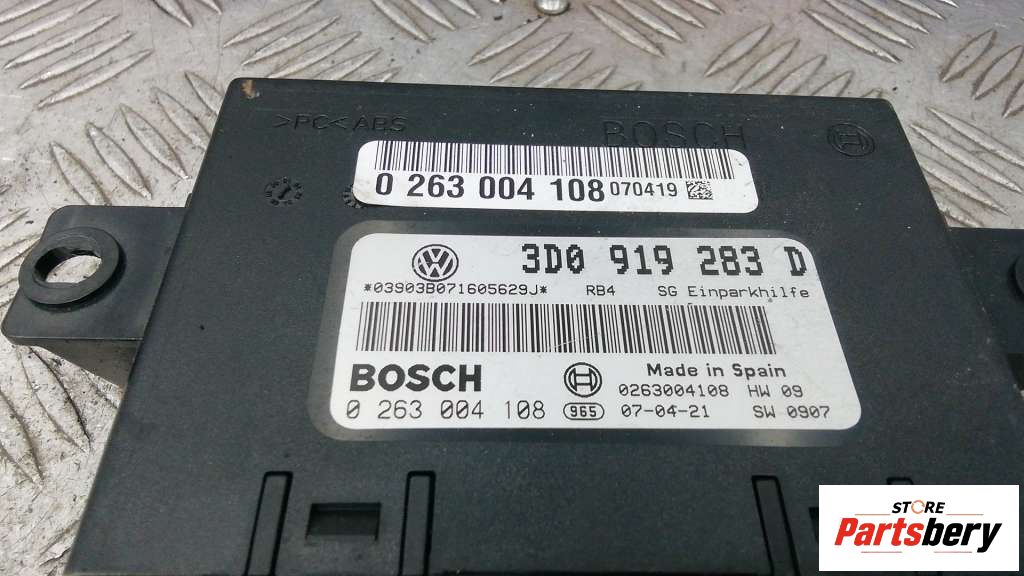 >PC<ABS
BOSCH
0 263 004 108 070419
3D0 919 283 D
*03903B071605629J* RB4 SG Einparkhilfe
BOSCH
Made in Spain
0263004108 HW 09
0 263 004 108 965 07-04-21 SW 0907
STORE
Partsbery